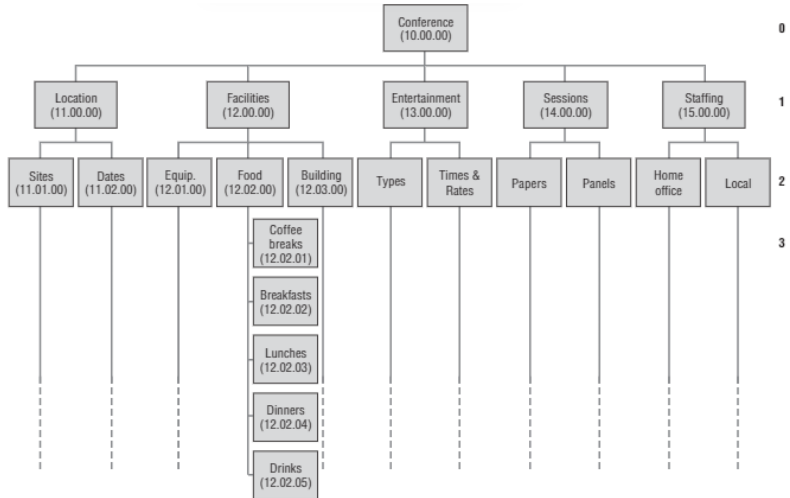 Conference
(10.00.00)
0
Location
(11.00.00)
Facilities
(12.00.00)
Entertainment
(13.00.00)
Sessions
(14.00.00)
Staffing
(15.00.00)
1
Sites
(11.01.00)
Dates
(11.02.00)
Equip.
(12.01.00)
Food
(12.02.00)
Building
(12.03.00)
Types
Times &
Rates
Papers
Panels
Home
office
Local
2
Coffee
breaks
(12.02.01)
3
Breakfasts
(12.02.02)
Lunches
(12.02.03)
Dinners
(12.02.04)
Drinks
(12.02.05)